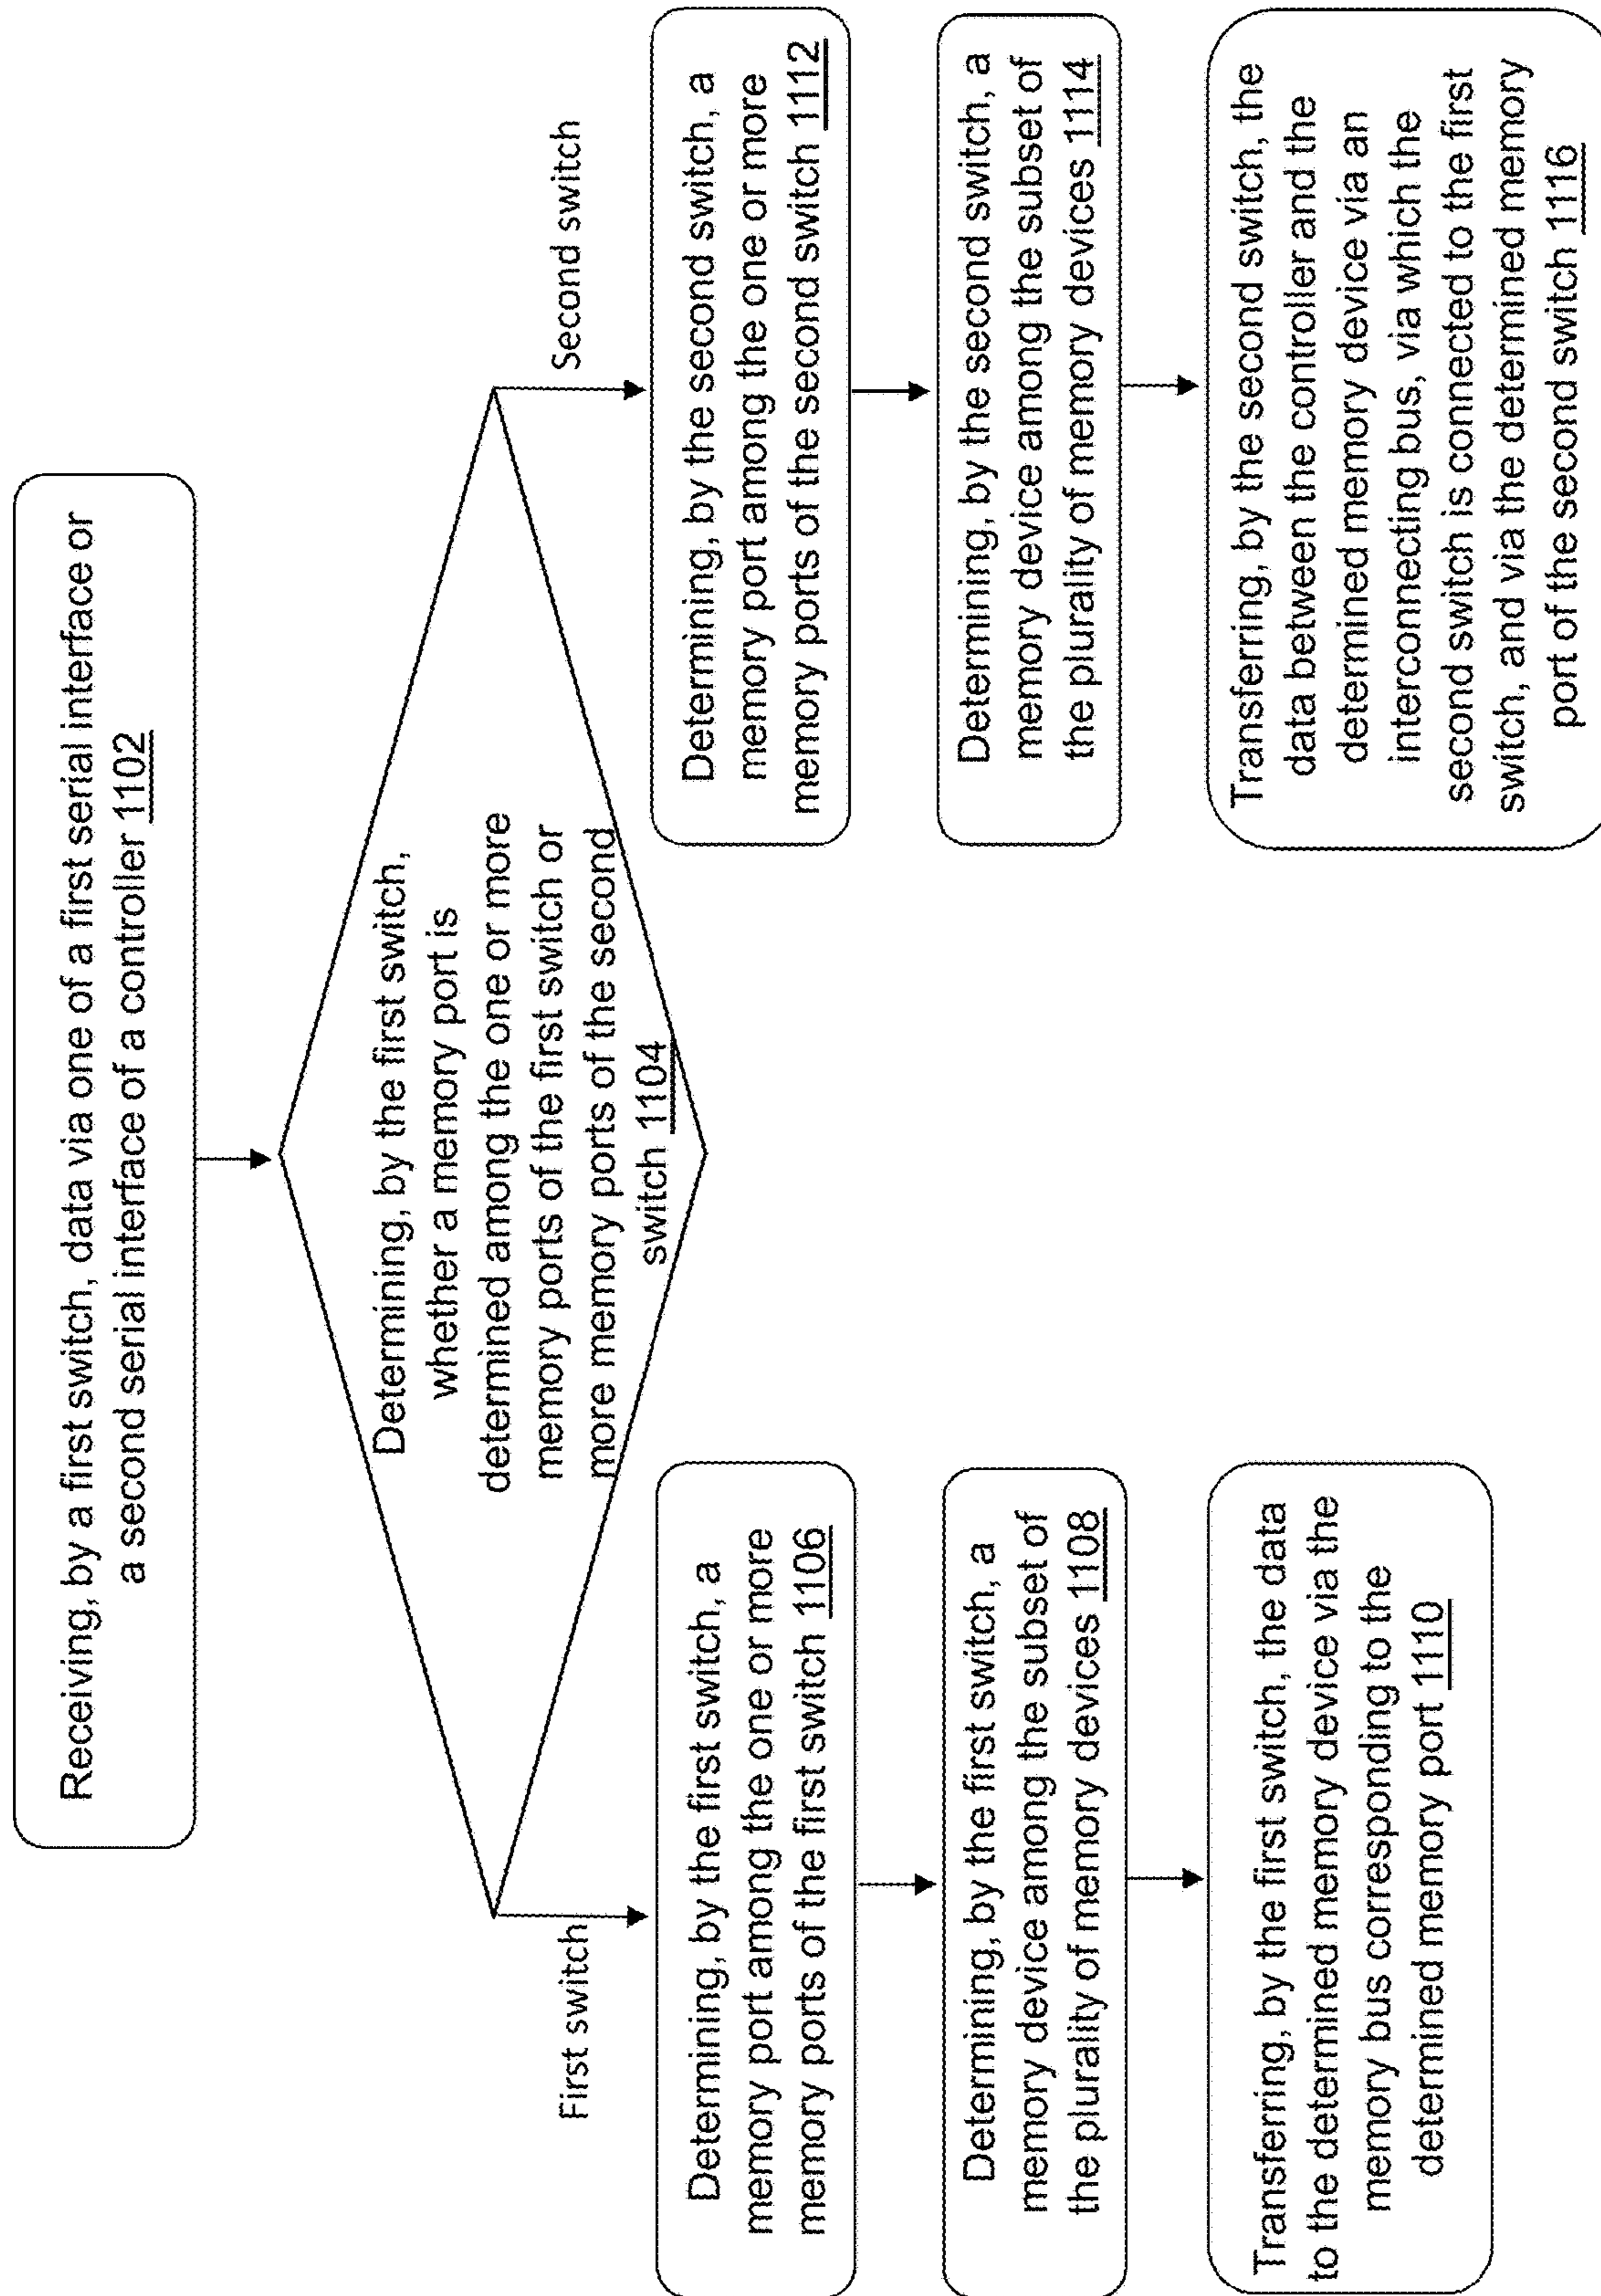 Receiving, by a first switch, data via one of a first serial interface or
a second serial interface of a controller 1102
Determining, by the first switch,
whether a memory port is
determined among the one or more
memory ports of the first switch or
more memory ports of the second
switch 1104
First switch
Determining, by the first switch, a
memory port among the one or more
memory ports of the first switch 1106
Determining, by the first switch, a
memory device among the subset of
the plurality of memory devices 1108
Transferring, by the first switch, the data
to the determined memory device via the
memory bus corresponding to the
determined memory port 1110
Second switch
Determining, by the second switch, a
memory port among the one or more
memory ports of the second switch 1112
Determining, by the second switch, a
memory device among the subset of
the plurality of memory devices 1114
Transferring, by the second switch, the
data between the controller and the
determined memory device via an
interconnecting bus, via which the
second switch is connected to the first
switch, and via the determined memory
port of the second switch 1116